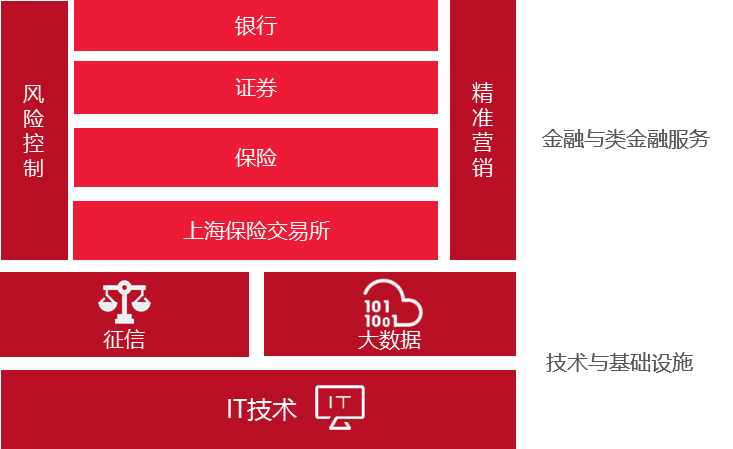 风险控制
银行
证券
保险
上海保险交易所
精准营销
金融与类金融服务
征信
101
1001
大数据
技术与基础设施
IT技术
IT